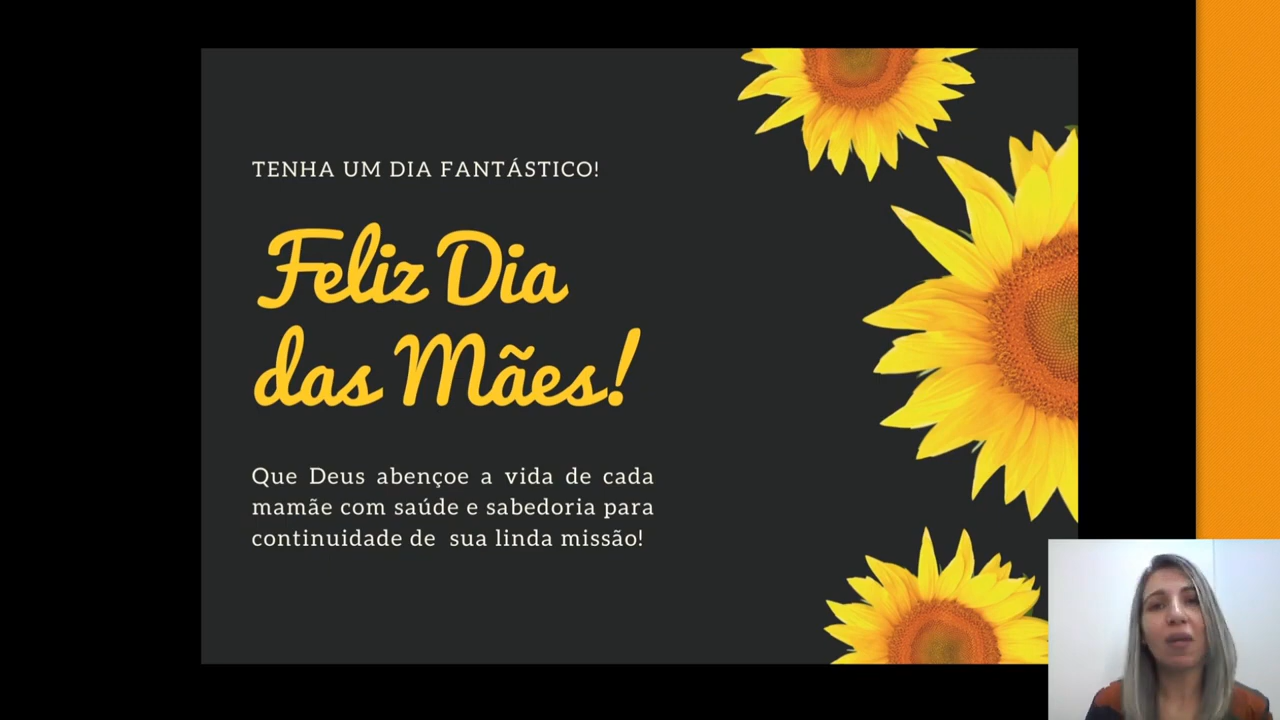 TENHA UM DIA FANTÁSTICO!
Feliz Dia
das Mães!
Que Deus abençoe a vida de cada
mamãe com saúde e sabedoria para
continuidade de sua linda missão!